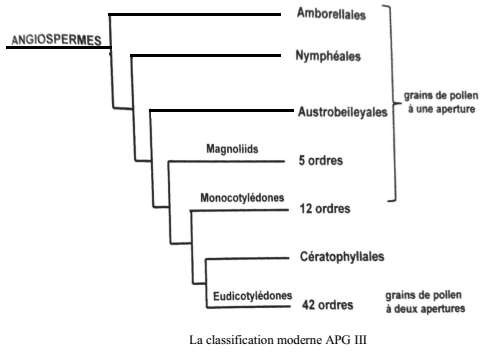 Amborellales
ANGIOSPERMES
Nymphéales
grains de pollen
à une aperture
Austrobeileyales
Magnoliids
5 ordres
Monocotylédones
12 ordres
Cératophyllales
Eudicotylédones
42 ordres
grains de pollen
à deux apertures
La classification moderne APG III